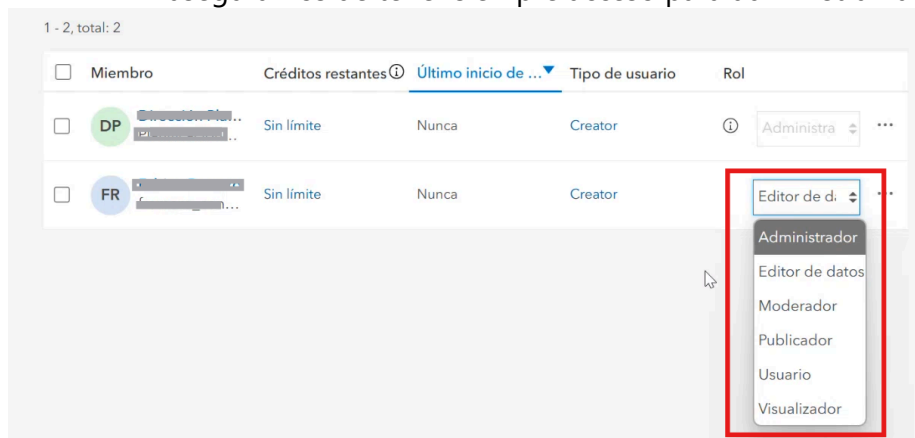 1 - 2, total: 2
Miembro Créditos restantes Último inicio de ... Tipo de usuario Rol
DP Sin límite Nunca Creator Administra ...
FR Sin límite Nunca Creator Editor de d ...
Administrador
Editor de datos
Moderador
Publicador
Usuario
Visualizador